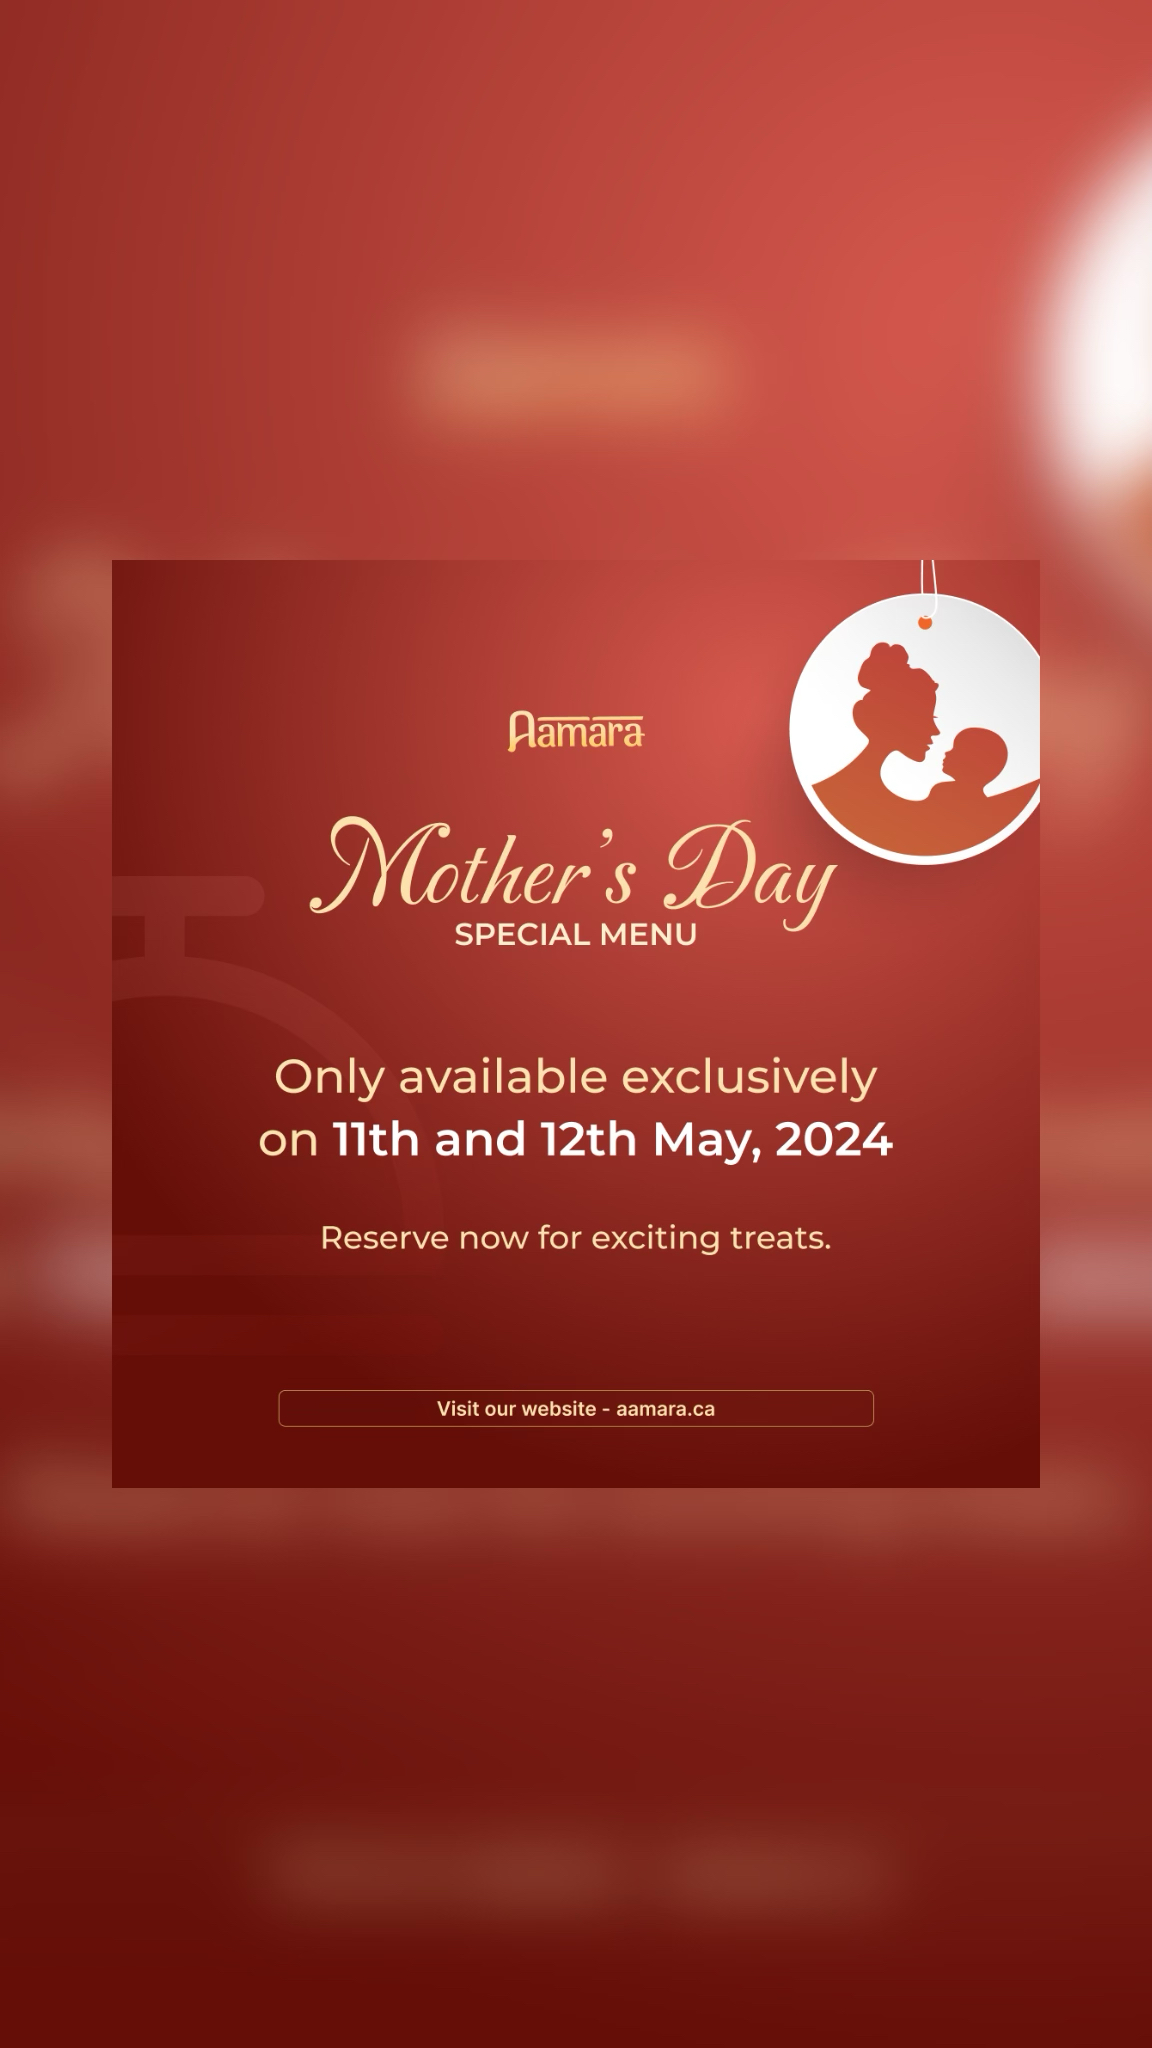 Aamara
Mother's Day
SPECIAL MENU
Only available exclusively
on 11th and 12th May, 2024
Reserve now for exciting treats.
Visit our website - aamara.ca